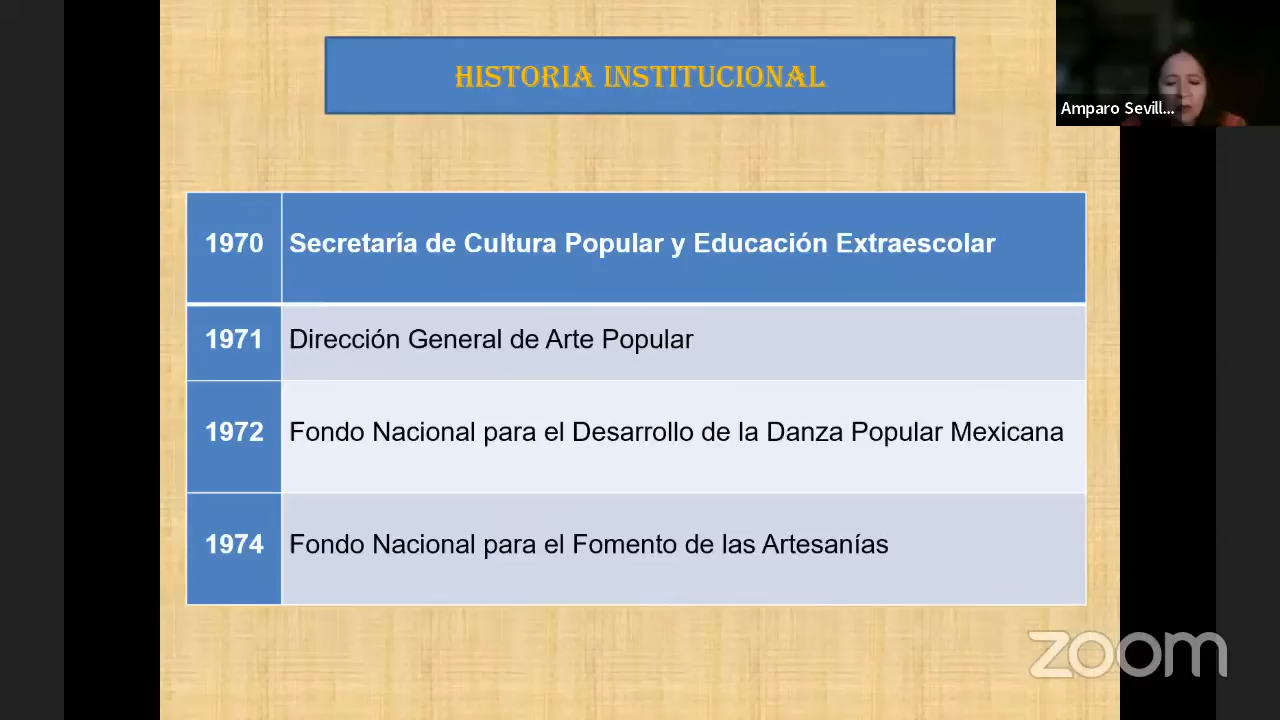 HISTORIA INSTITUCIONAL
Amparo Sevill...
1970 Secretaría de Cultura Popular y Educación Extraescolar
1971 Dirección General de Arte Popular
1972 Fondo Nacional para el Desarrollo de la Danza Popular Mexicana
1974 Fondo Nacional para el Fomento de las Artesanías
zoom